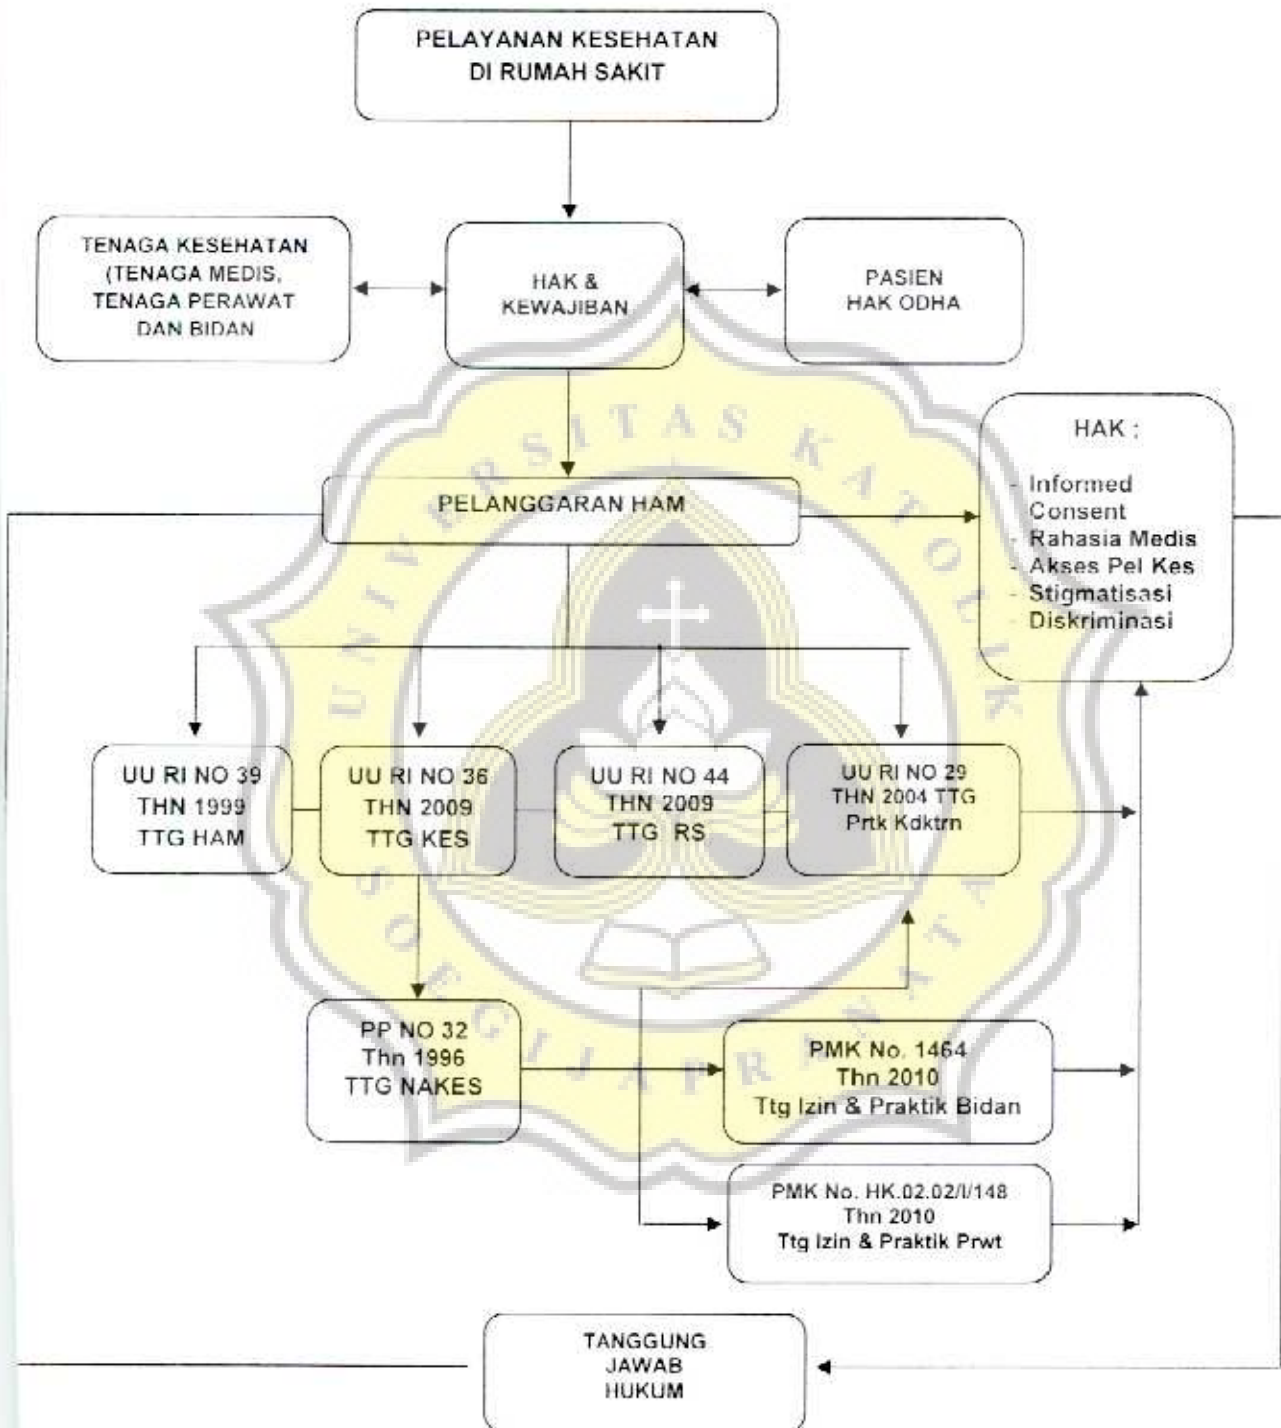 PELAYANAN KESEHATAN
DI RUMAH SAKIT
TENAGA KESEHATAN
(TENAGA MEDIS,
TENAGA PERAWAT
DAN BIDAN
HAK &
KEWAJIBAN
PASIEN
HAK ODHA
PELANGGARAN HAM
HAK :
- Informed
Consent
- Rahasia Medis
- Akses Pel Kes
- Stigmatisasi
- Diskriminasi
UU RI NO 39
THN 1999
TTG HAM
UU RI NO 36
THN 2009
TTG KES
UU RI NO 44
THN 2009
TTG RS
UU RI NO 29
THN 2004 TTG
Prtk Kdktrn
PP NO 32
Thn 1996
TTG NAKES
PMK No. 1464
Thn 2010
Ttg Izin & Praktik Bidan
PMK No. HK.02.02/I/148
Thn 2010
Ttg Izin & Praktik Prwt
TANGGUNG
JAWAB
HUKUM
UNIVERSITAS KATOLIK
SOEGIJAPRANATA